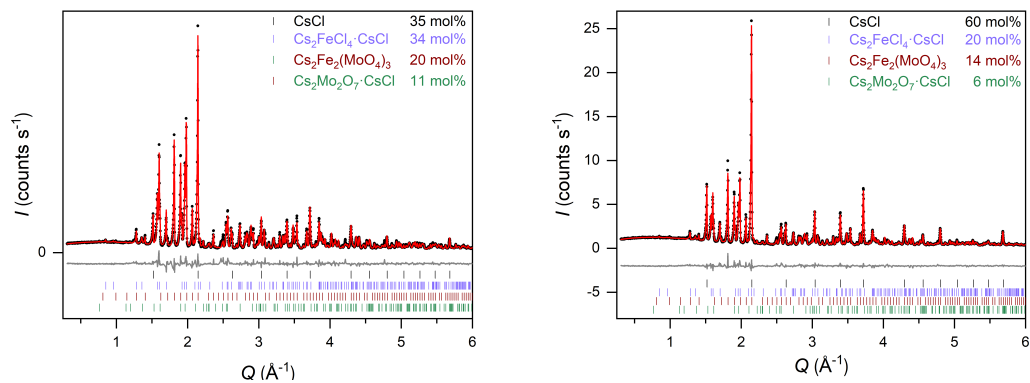 CsCl 35 mol%
Cs₂FeCl₄·CsCl 34 mol%
Cs₂Fe₂(MoO₄)₃ 20 mol%
Cs₂Mo₂O₇·CsCl 11 mol%
I (counts s⁻¹)
0
1 2 3 4 5 6
Q (Å⁻¹)
CsCl 60 mol%
Cs₂FeCl₄·CsCl 20 mol%
Cs₂Fe₂(MoO₄)₃ 14 mol%
Cs₂Mo₂O₇·CsCl 6 mol%
I (counts s⁻¹)
25
20
15
10
5
0
-5
1 2 3 4 5 6
Q (Å⁻¹)